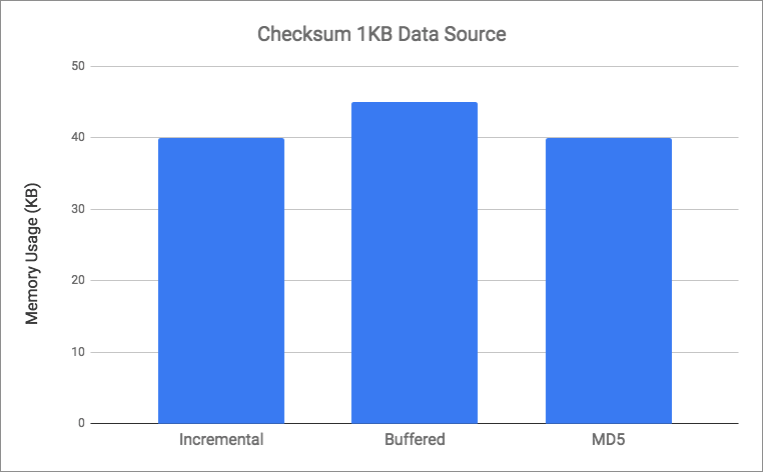 Checksum 1KB Data Source
Memory Usage (KB)
50
40
30
20
10
0
Incremental
Buffered
MD5